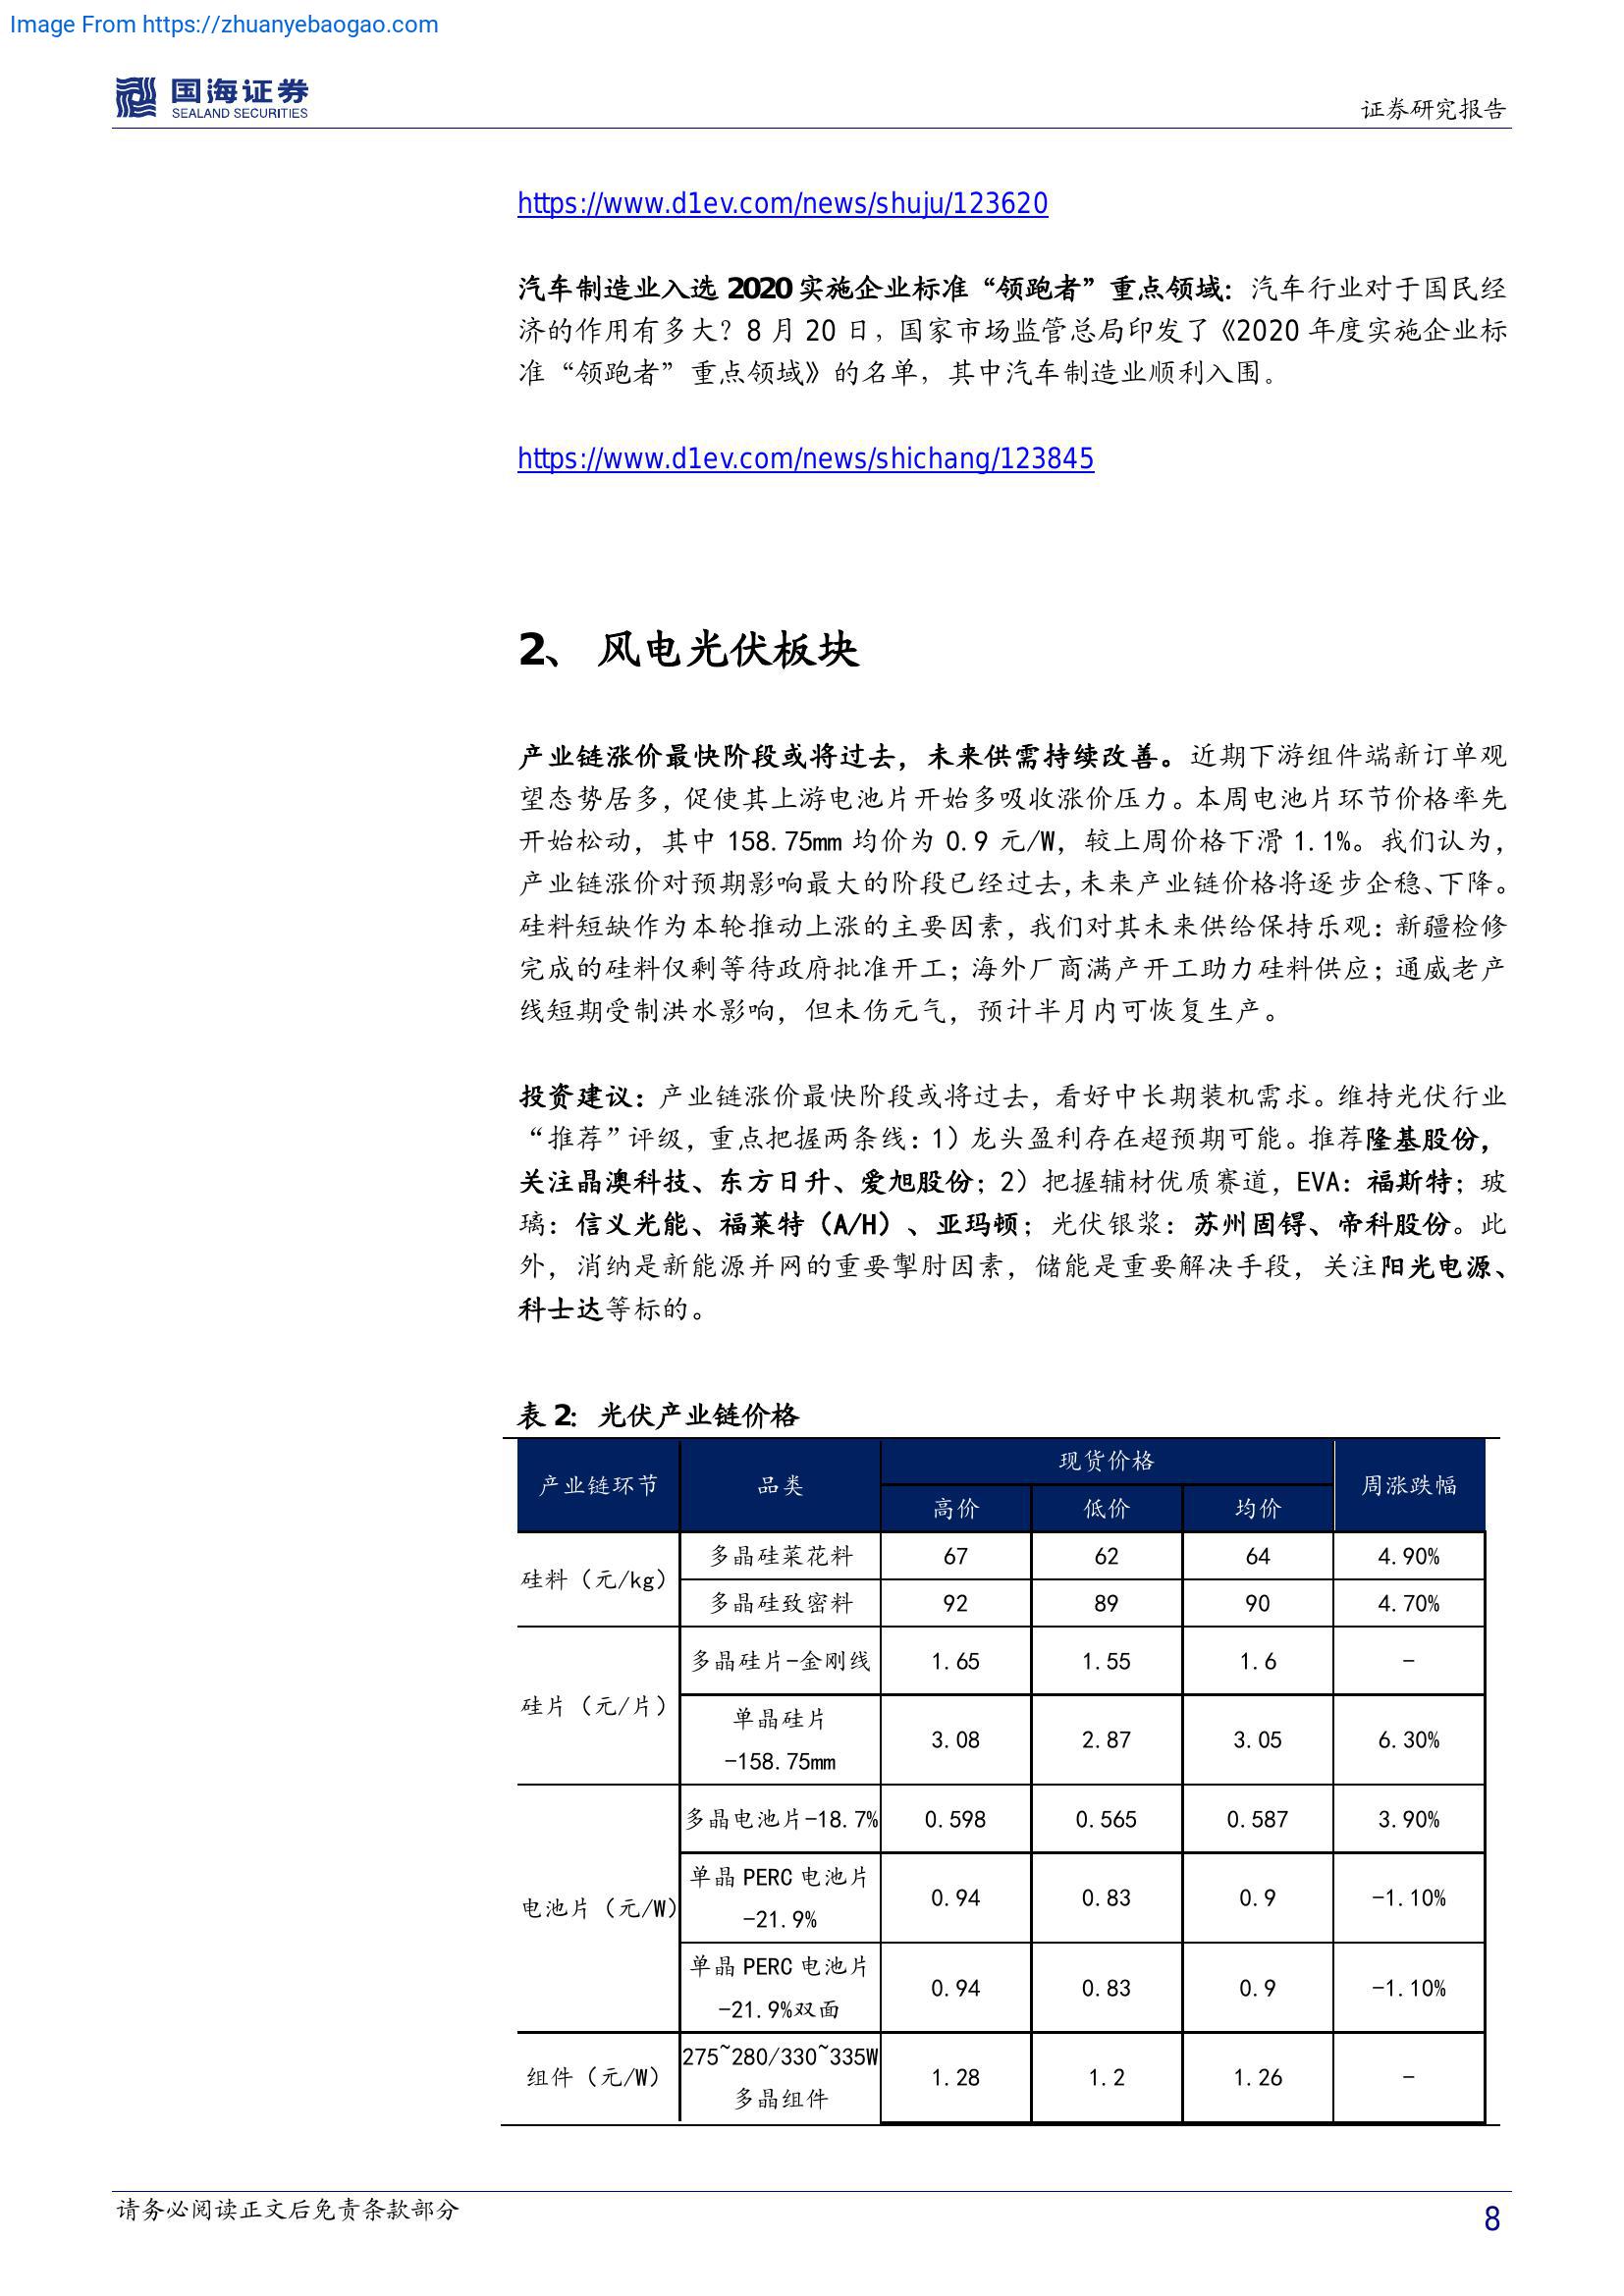 Image From https://zhuanyebaogao.com
国海证券
SEALAND SECURITIES
证券研究报告
https://www.d1ev.com/news/shuju/123620
汽车制造业入选 2020 实施企业标准“领跑者”重点领域：汽车行业对于国民经
济的作用有多大？8 月 20 日，国家市场监管总局印发了《2020 年度实施企业标
准“领跑者”重点领域》的名单，其中汽车制造业顺利入围。
https://www.d1ev.com/news/shichang/123845
2、 风电光伏板块
产业链涨价最快阶段或将过去，未来供需持续改善。近期下游组件端新订单观
望态势居多，促使其上游电池片开始多吸收涨价压力。本周电池片环节价格率先
开始松动，其中 158.75mm 均价为 0.9 元/W，较上周价格下滑 1.1%。我们认为，
产业链涨价对预期影响最大的阶段已经过去，未来产业链价格将逐步企稳、下降。
硅料短缺作为本轮推动上涨的主要因素，我们对其未来供给保持乐观：新疆检修
完成的硅料仅剩等待政府批准开工；海外厂商满产开工助力硅料供应；通威老产
线短期受制洪水影响，但未伤元气，预计半月内可恢复生产。
投资建议：产业链涨价最快阶段或将过去，看好中长期装机需求。维持光伏行业
“推荐”评级，重点把握两条线：1）龙头盈利存在超预期可能。推荐隆基股份，
关注晶澳科技、东方日升、爱旭股份；2）把握辅材优质赛道，EVA：福斯特；玻
璃：信义光能、福莱特（A/H）、亚玛顿；光伏银浆：苏州固锝、帝科股份。此
外，消纳是新能源并网的重要掣肘因素，储能是重要解决手段，关注阳光电源、
科士达等标的。
表 2：光伏产业链价格
产业链环节 品类 现货价格 周涨跌幅
高价 低价 均价
硅料（元/kg） 多晶硅菜花料 67 62 64 4.90%
多晶硅致密料 92 89 90 4.70%
硅片（元/片） 多晶硅片-金刚线 1.65 1.55 1.6 -
单晶硅片
-158.75mm 3.08 2.87 3.05 6.30%
电池片（元/W） 多晶电池片-18.7% 0.598 0.565 0.587 3.90%
单晶 PERC 电池片
-21.9% 0.94 0.83 0.9 -1.10%
单晶 PERC 电池片
-21.9%双面 0.94 0.83 0.9 -1.10%
组件（元/W） 275~280/330~335W
多晶组件 1.28 1.2 1.26 -
请务必阅读正文后免责条款部分
8